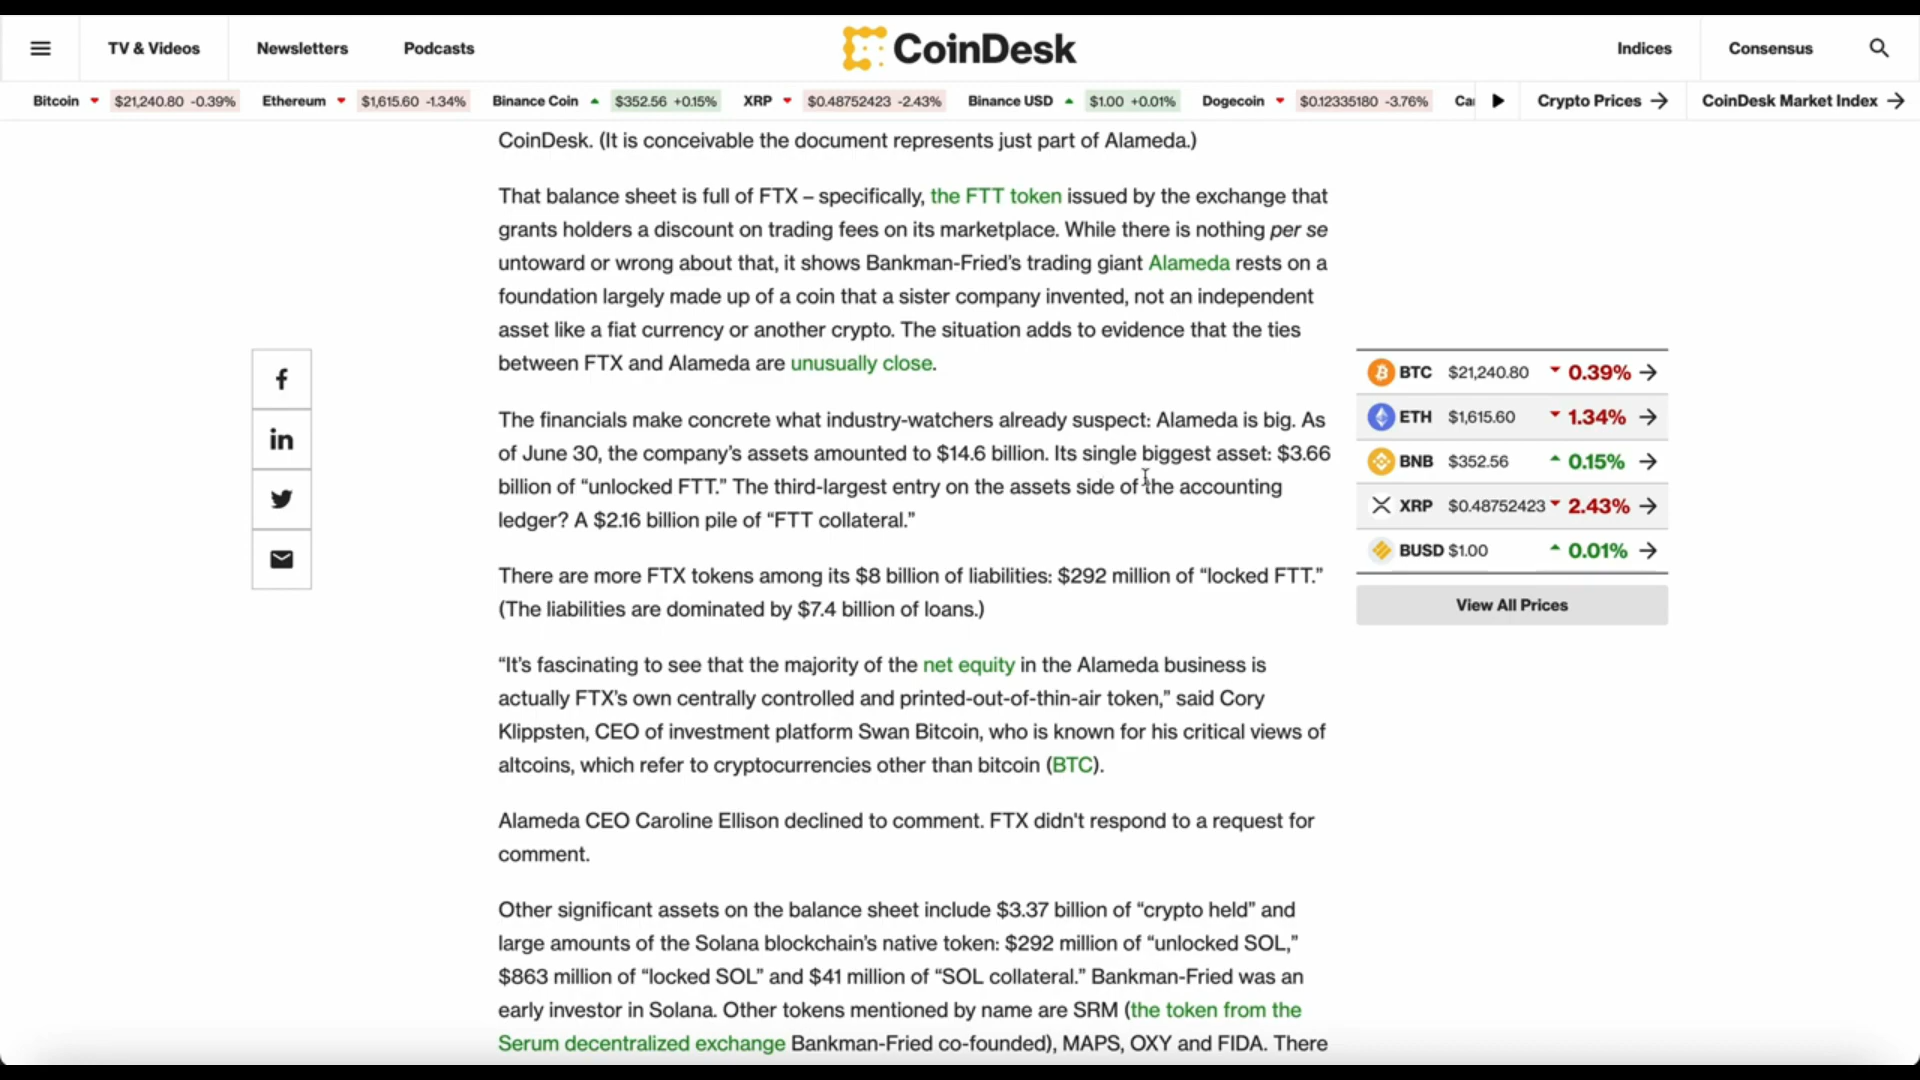 TV & Videos
Newsletters
Podcasts
CoinDesk
Indices
Consensus
Bitcoin $21,240.80 -0.39%
Ethereum $1,615.60 -1.34%
Binance Coin $352.56 +0.15%
XRP $0.48752423 -2.43%
Binance USD $1.00 +0.01%
Dogecoin $0.12335180 -3.76%
Crypto Prices →
CoinDesk Market Index →
CoinDesk. (It is conceivable the document represents just part of Alameda.)
That balance sheet is full of FTX – specifically, the FTT token issued by the exchange that
grants holders a discount on trading fees on its marketplace. While there is nothing per se
untoward or wrong about that, it shows Bankman-Fried’s trading giant Alameda rests on a
foundation largely made up of a coin that a sister company invented, not an independent
asset like a fiat currency or another crypto. The situation adds to evidence that the ties
between FTX and Alameda are unusually close.
The financials make concrete what industry-watchers already suspect: Alameda is big. As
of June 30, the company’s assets amounted to $14.6 billion. Its single biggest asset: $3.66
billion of “unlocked FTT.” The third-largest entry on the assets side of the accounting
ledger? A $2.16 billion pile of “FTT collateral.”
There are more FTX tokens among its $8 billion of liabilities: $292 million of “locked FTT.”
(The liabilities are dominated by $7.4 billion of loans.)
“It’s fascinating to see that the majority of the net equity in the Alameda business is
actually FTX’s own centrally controlled and printed-out-of-thin-air token,” said Cory
Klippsten, CEO of investment platform Swan Bitcoin, who is known for his critical views of
altcoins, which refer to cryptocurrencies other than bitcoin (BTC).
Alameda CEO Caroline Ellison declined to comment. FTX didn't respond to a request for
comment.
Other significant assets on the balance sheet include $3.37 billion of “crypto held” and
large amounts of the Solana blockchain’s native token: $292 million of “unlocked SOL,”
$863 million of “locked SOL” and $41 million of “SOL collateral.” Bankman-Fried was an
early investor in Solana. Other tokens mentioned by name are SRM (the token from the
Serum decentralized exchange Bankman-Fried co-founded), MAPS, OXY and FIDA. There
BTC $21,240.80 0.39% →
ETH $1,615.60 1.34% →
BNB $352.56 0.15% →
XRP $0.48752423 2.43% →
BUSD $1.00 0.01% →
View All Prices